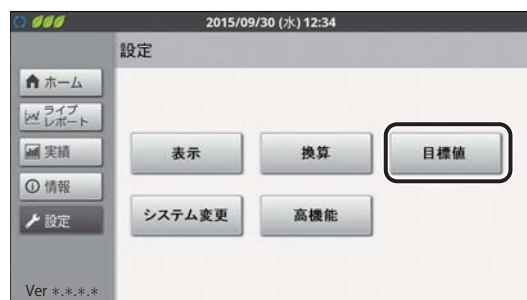 2015/09/30 (水) 12:34
設定
ホーム
ライブ
レポート
実績
情報
設定
表示
換算
目標値
システム変更
高機能
Ver *.*.*.*